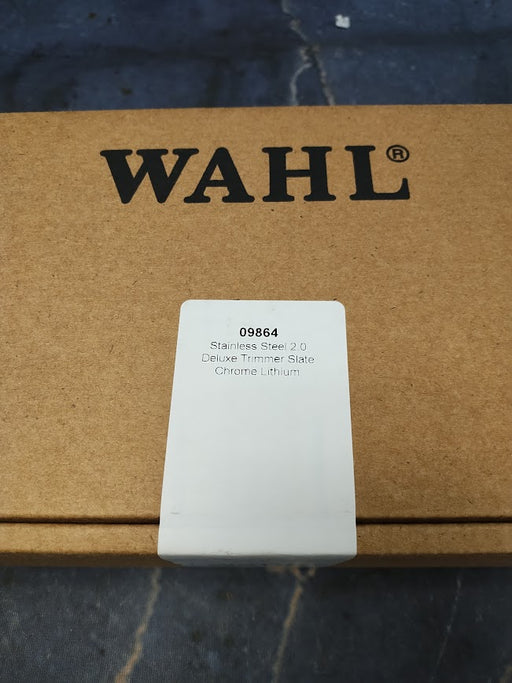 WAHL®
09864
Stainless Steel 2.0
Deluxe Trimmer Slate
Chrome Lithium